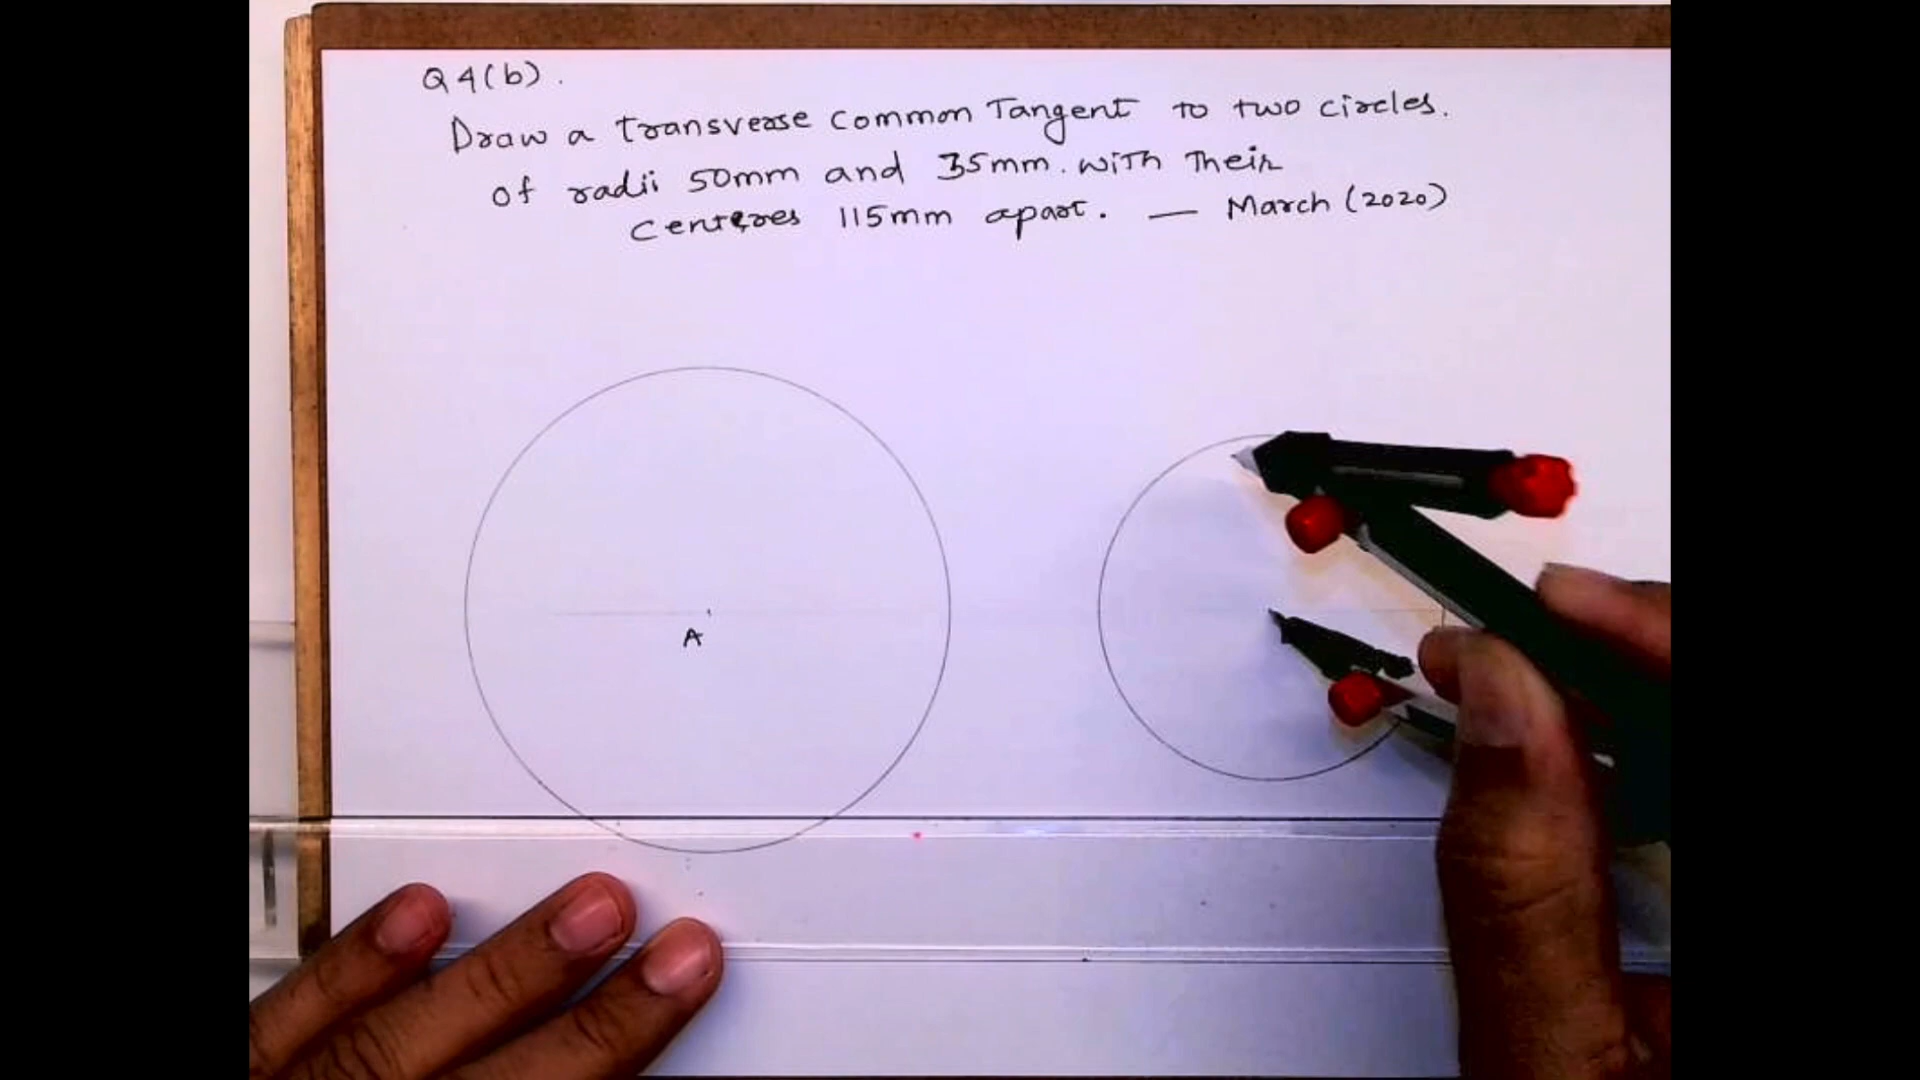 Q4(b).
Draw a transverse common Tangent to two circles.
of radii 50mm and 35mm. with Their
centeres 115mm apart. — March (2020)
A